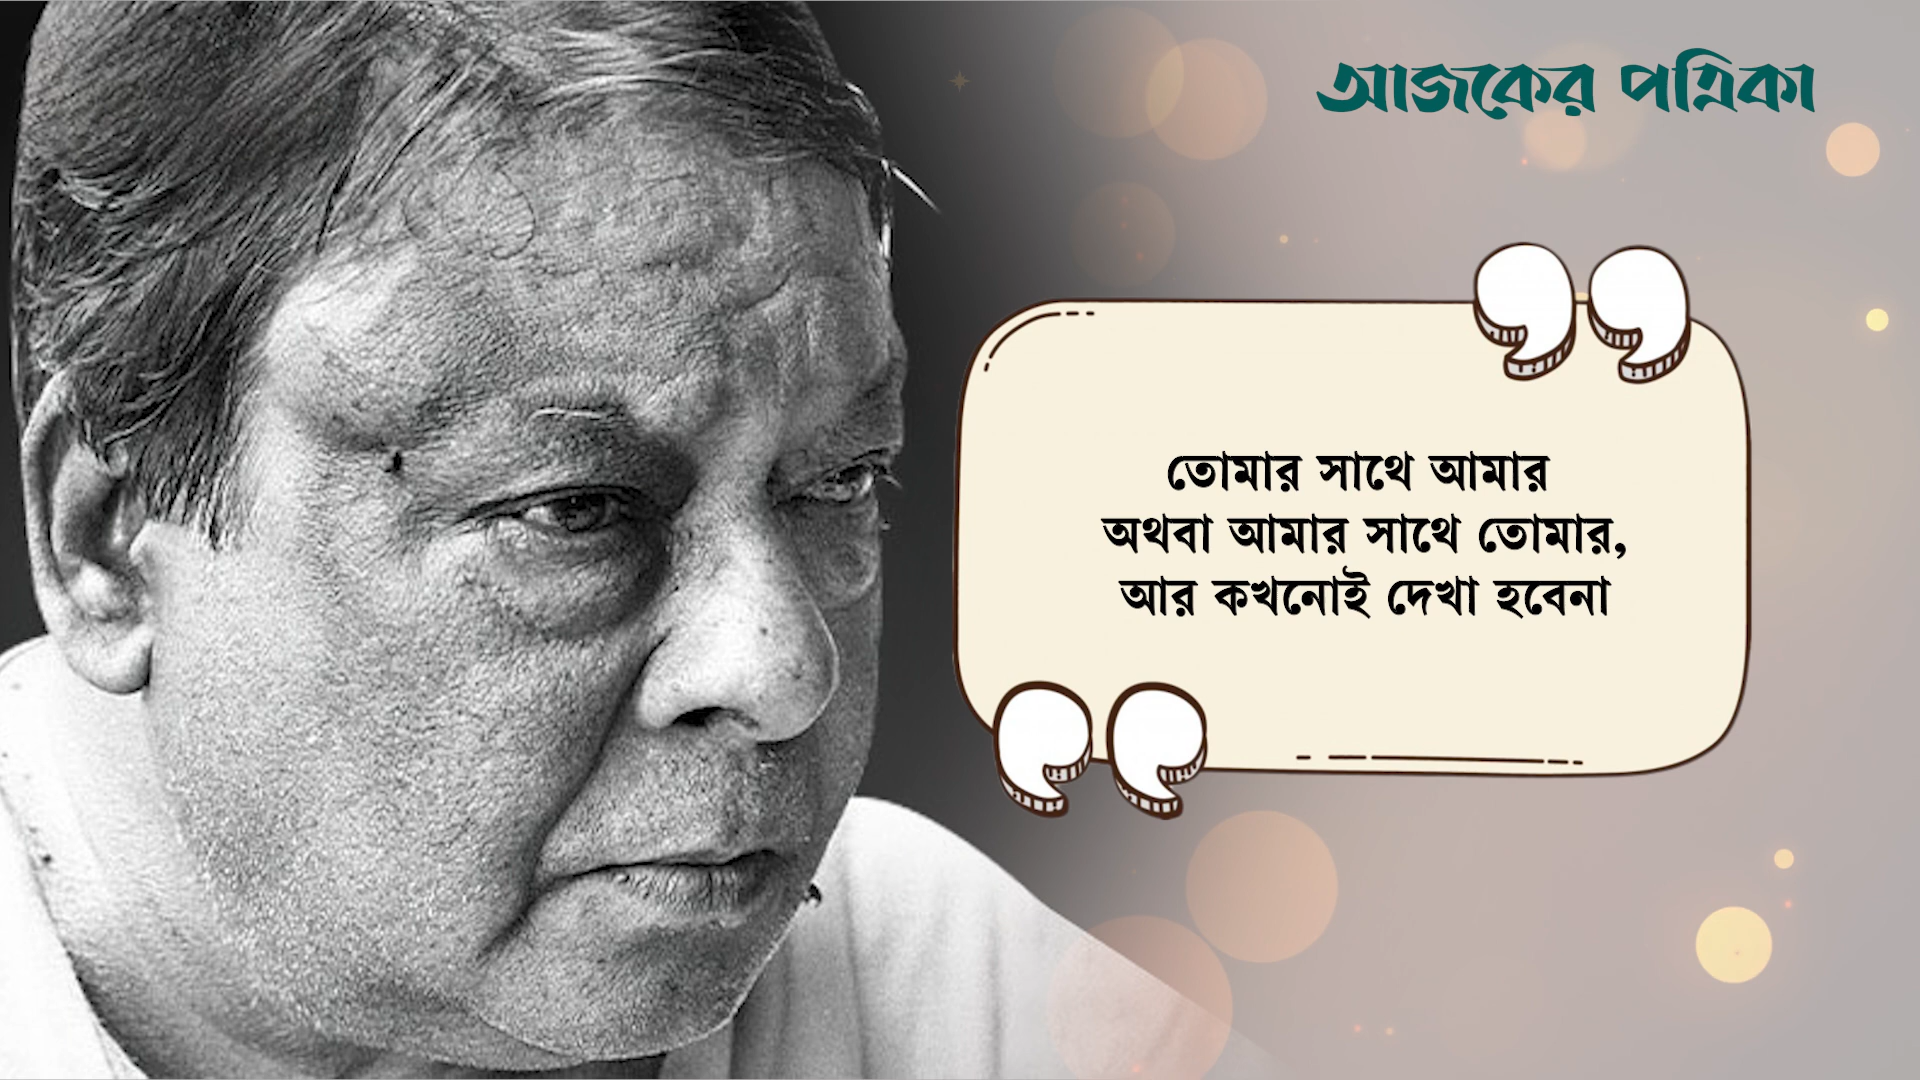 আজকের পত্রিকা
তোমার সাথে আমার
অথবা আমার সাথে তোমার,
আর কখনোই দেখা হবেনা